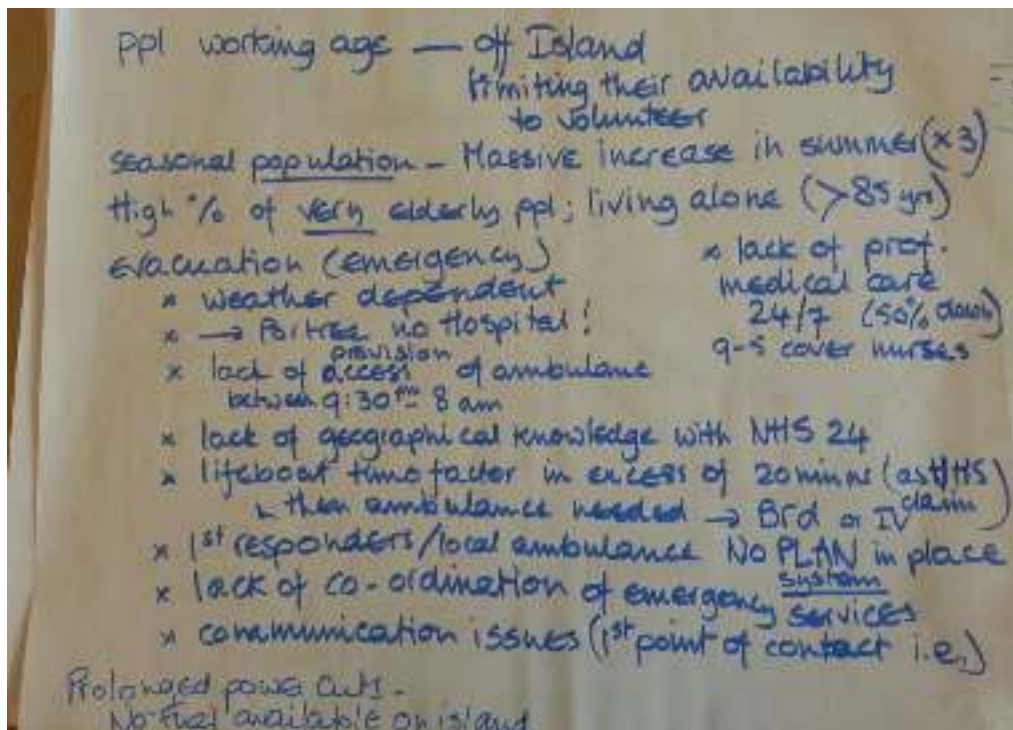 ppl working age — off Island
limiting their availability
to volunteer
seasonal population - Massive increase in summer (x3)
High % of very elderly ppl; living alone (>85 yr)
evacuation (emergency)
x weather dependent
x → Portree no Hospital!
x lack of access provision of ambulance
between 9:30pm - 8 am
x lack of prof.
medical care
24/7 (50% down)
9-5 cover nurses
x lack of geographical knowledge with NHS 24
x lifeboat time factor in excess of 20 mins (as NHS claim)
↳ then ambulance needed → Brd or IV
x 1st responders/local ambulance No PLAN in place
x lack of co-ordination of emergency services system
x communication issues (1st point of contact i.e.,)
Prolonged power cuts -
No fuel available on island